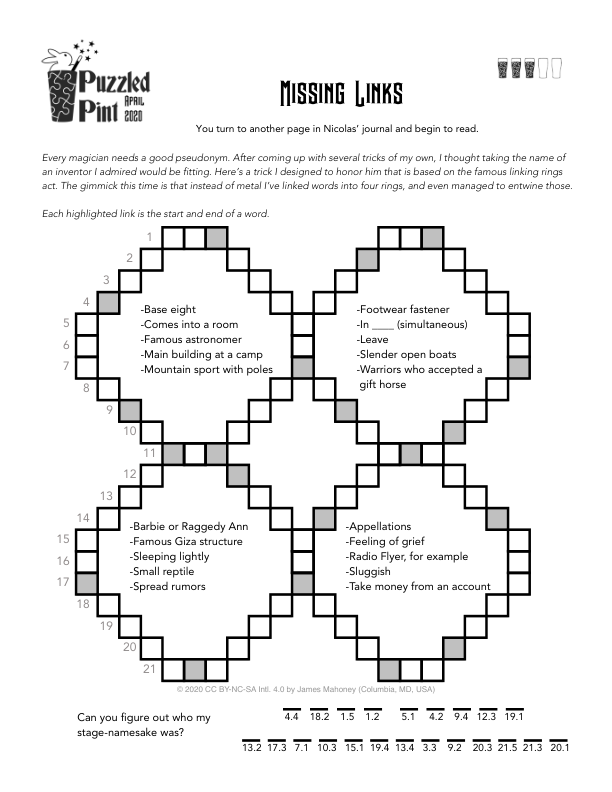 Puzzled
Pint
APRIL
2020
MISSING LINKS
You turn to another page in Nicolas' journal and begin to read.
Every magician needs a good pseudonym. After coming up with several tricks of my own, I thought taking the name of
an inventor I admired would be fitting. Here's a trick I designed to honor him that is based on the famous linking rings
act. The gimmick this time is that instead of metal I've linked words into four rings, and even managed to entwine those.
Each highlighted link is the start and end of a word.
1
2
3
4
5
6
7
8
9
10
11
12
13
14
15
16
17
18
19
20
21
-Base eight
-Comes into a room
-Famous astronomer
-Main building at a camp
-Mountain sport with poles
-Footwear fastener
-In ____ (simultaneous)
-Leave
-Slender open boats
-Warriors who accepted a
gift horse
-Barbie or Raggedy Ann
-Famous Giza structure
-Sleeping lightly
-Small reptile
-Spread rumors
-Appellations
-Feeling of grief
-Radio Flyer, for example
-Sluggish
-Take money from an account
© 2020 CC BY-NC-SA Intl. 4.0 by James Mahoney (Columbia, MD, USA)
Can you figure out who my
stage-namesake was?
4.4 18.2 1.5 1.2 5.1 4.2 9.4 12.3 19.1
13.2 17.3 7.1 10.3 15.1 19.4 13.4 3.3 9.2 20.3 21.5 21.3 20.1